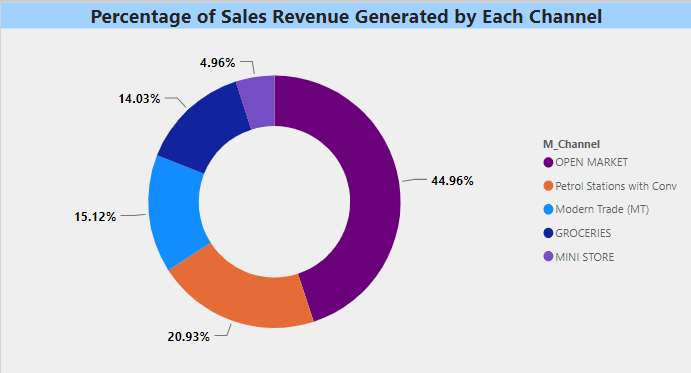 Percentage of Sales Revenue Generated by Each Channel
4.96%
14.03%
44.96%
15.12%
20.93%
M_Channel
OPEN MARKET
Petrol Stations with Conv
Modern Trade (MT)
GROCERIES
MINI STORE